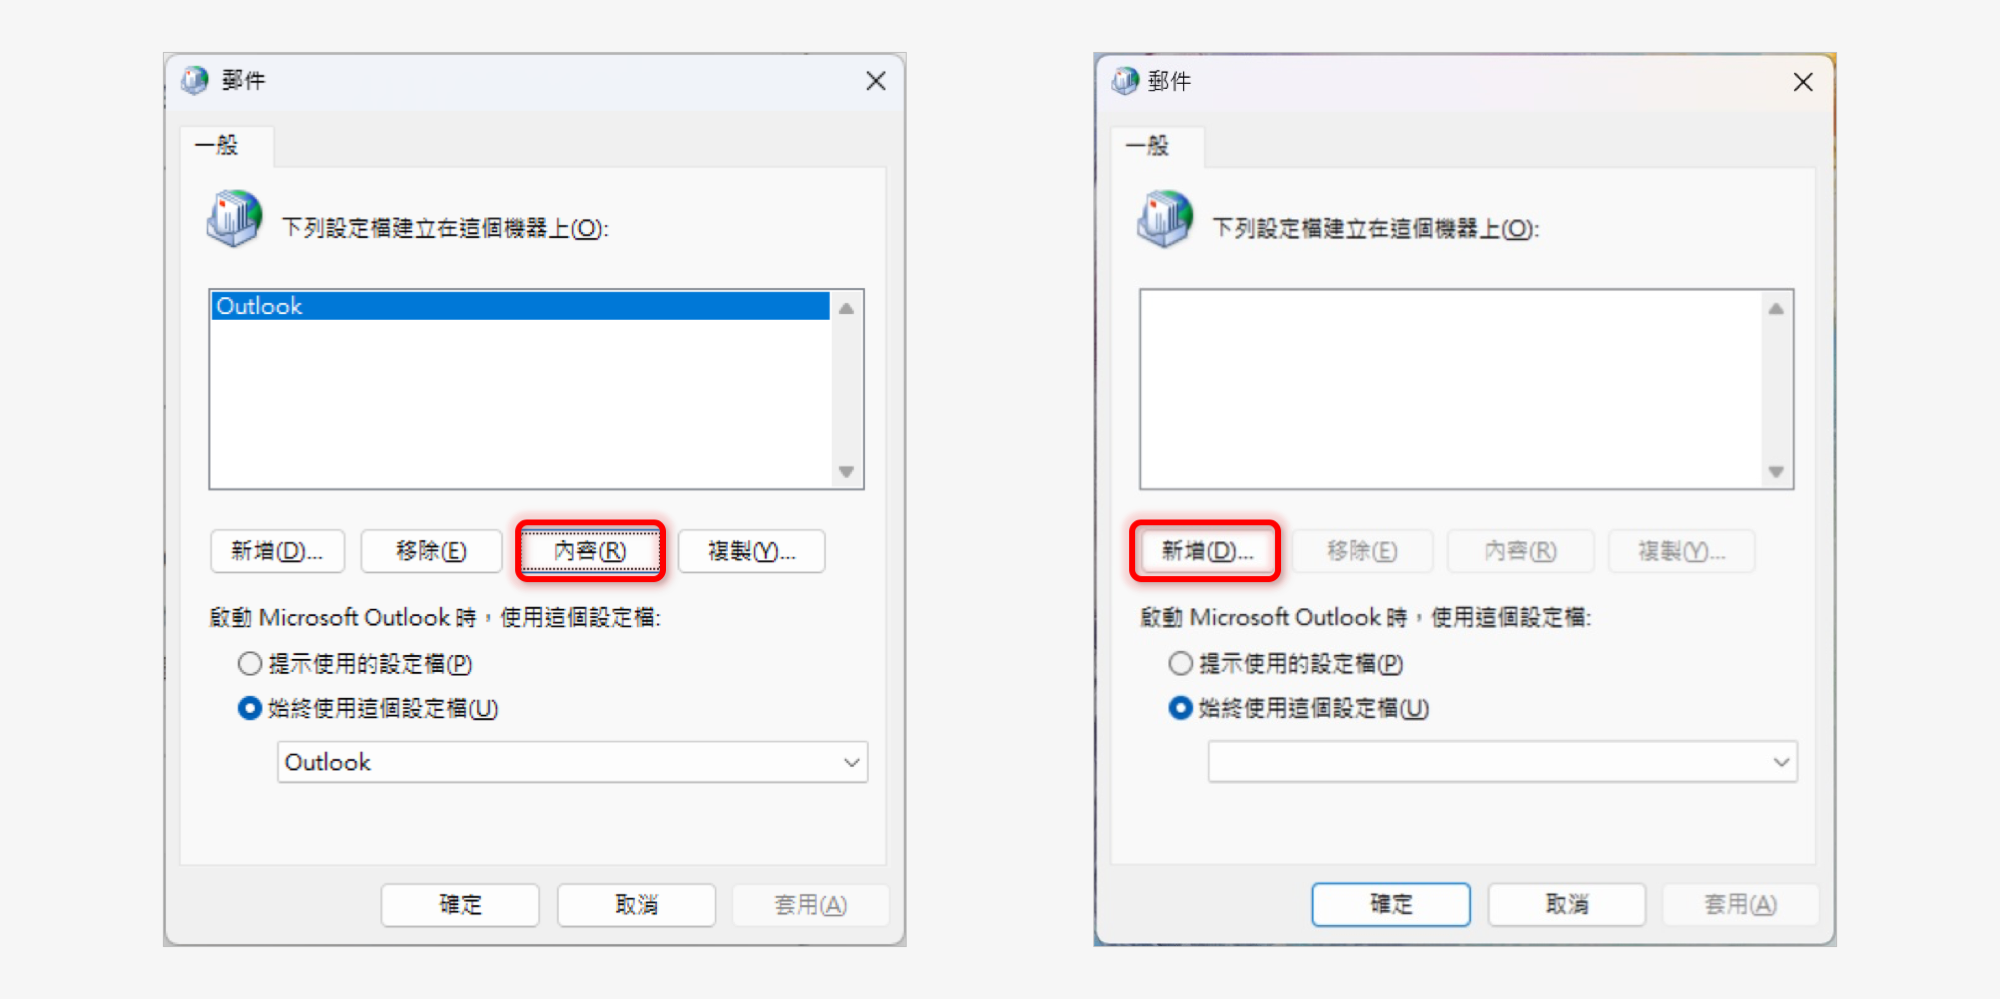 郵件
一般
下列設定檔建立在這個機器上(O):
Outlook
新增(D)... 移除(E) 內容(R) 複製(Y)...
啟動 Microsoft Outlook 時，使用這個設定檔:
提示使用的設定檔(P)
始終使用這個設定檔(U)
Outlook
確定 取消 套用(A)
郵件
一般
下列設定檔建立在這個機器上(O):
新增(D)... 移除(E) 內容(R) 複製(Y)...
啟動 Microsoft Outlook 時，使用這個設定檔:
提示使用的設定檔(P)
始終使用這個設定檔(U)
確定 取消 套用(A)